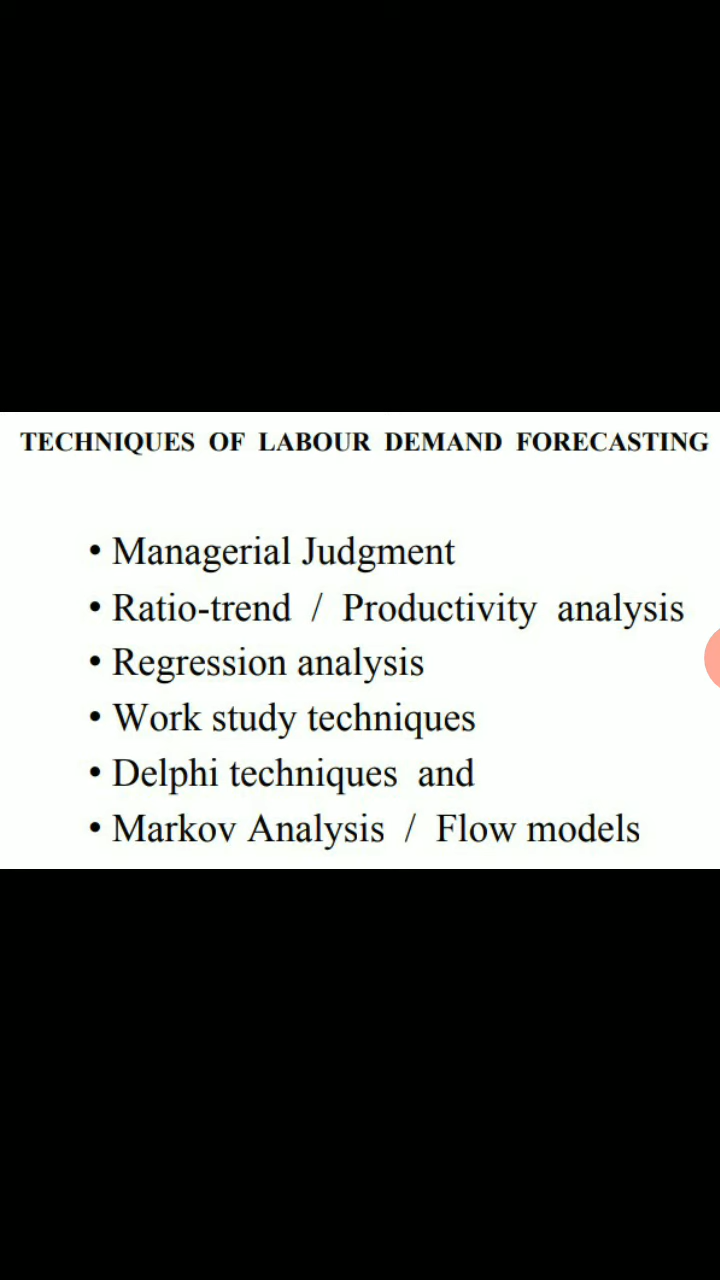 TECHNIQUES OF LABOUR DEMAND FORECASTING
• Managerial Judgment
• Ratio-trend / Productivity analysis
• Regression analysis
• Work study techniques
• Delphi techniques and
• Markov Analysis / Flow models